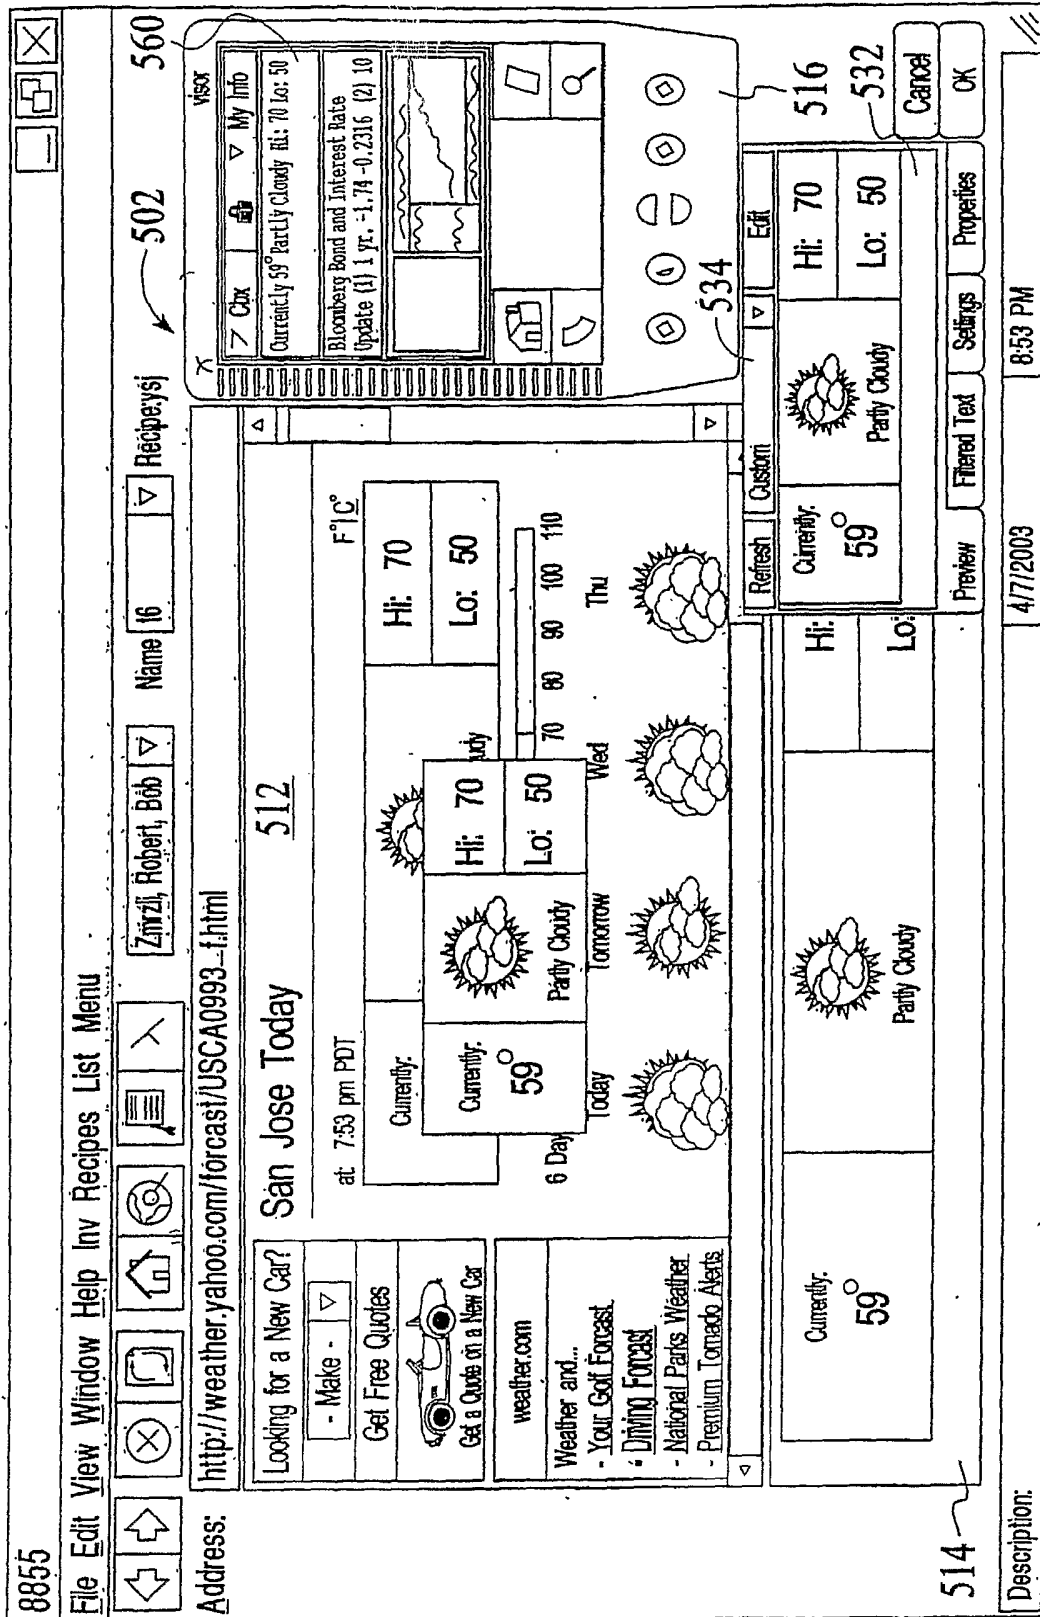 8855
File Edit View Window Help Inv Recipes List Menu
Name 16
Address: http://weather.yahoo.com/forcast/USCA0993_f.html
502
560
visor
Cbx My Info
Currently 59° Partly Cloudy Hi: 70 Lo: 50
Bloomberg Bond and Interest Rate
Update (1) 1 yr. -1.74 -0.2316 (2) 10
516
Looking for a New Car?
- Make -
Get Free Quotes
Get a Quote on a New Car
weather.com
Weather and...
- Your Golf Forcast
- Driving Forcast
- National Parks Weather
- Premium Tornado Alerts
San Jose Today
512
at: 7:53 pm PDT
F°|C°
Currently:
Hi: 70
Lo: 50
Currently:
59°
Partly Cloudy
Hi: 70
Lo: 50
70 80 90 100 110
6 Day
Today Tomorrow Wed Thu
534
532
Refresh Custom Edit
Currently:
59°
Partly Cloudy
Hi: 70
Lo: 50
Cancel
OK
Preview Filtered Text Settings Properties
514
Currently:
59°
Partly Cloudy
Hi:
Lo:
Description:
4/7/2003 8:53 PM